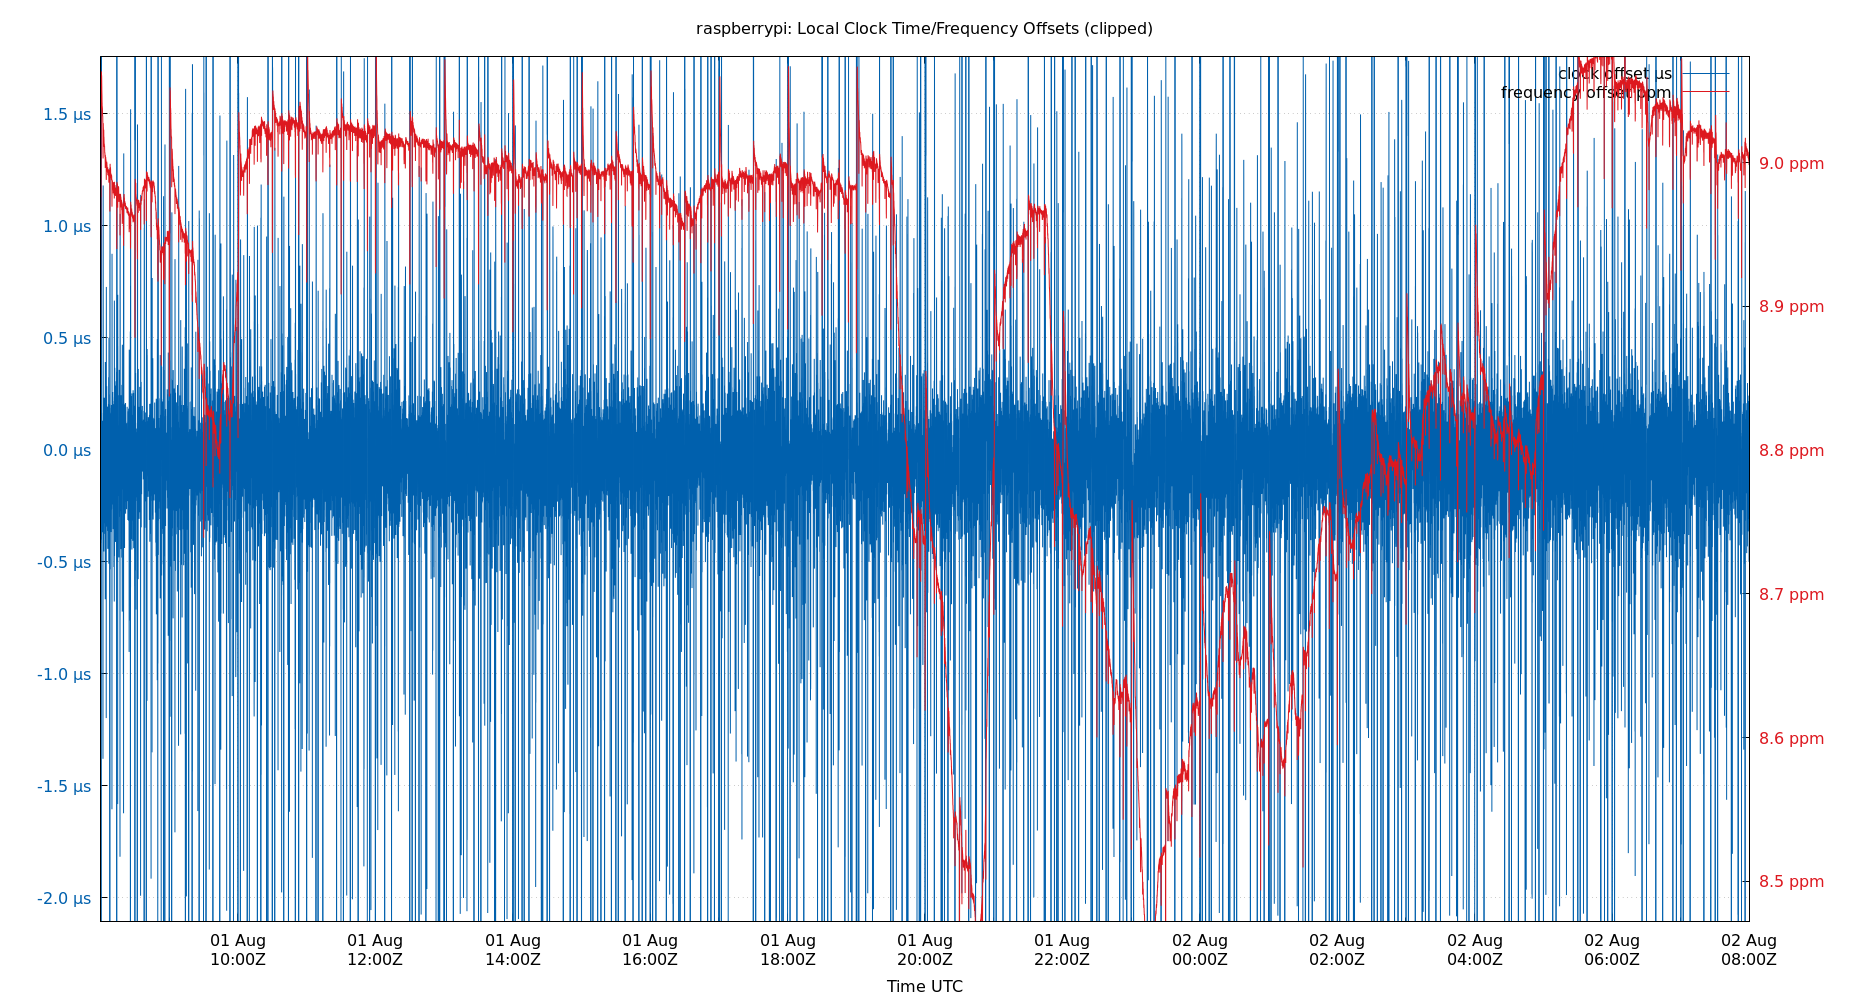 raspberrypi: Local Clock Time/Frequency Offsets (clipped)
clock offset µs
frequency offset ppm
1.5 µs
1.0 µs
0.5 µs
0.0 µs
-0.5 µs
-1.0 µs
-1.5 µs
-2.0 µs
9.0 ppm
8.9 ppm
8.8 ppm
8.7 ppm
8.6 ppm
8.5 ppm
01 Aug 01 Aug 01 Aug 01 Aug 01 Aug 01 Aug 01 Aug 02 Aug 02 Aug 02 Aug 02 Aug 02 Aug
10:00Z 12:00Z 14:00Z 16:00Z 18:00Z 20:00Z 22:00Z 00:00Z 02:00Z 04:00Z 06:00Z 08:00Z
Time UTC